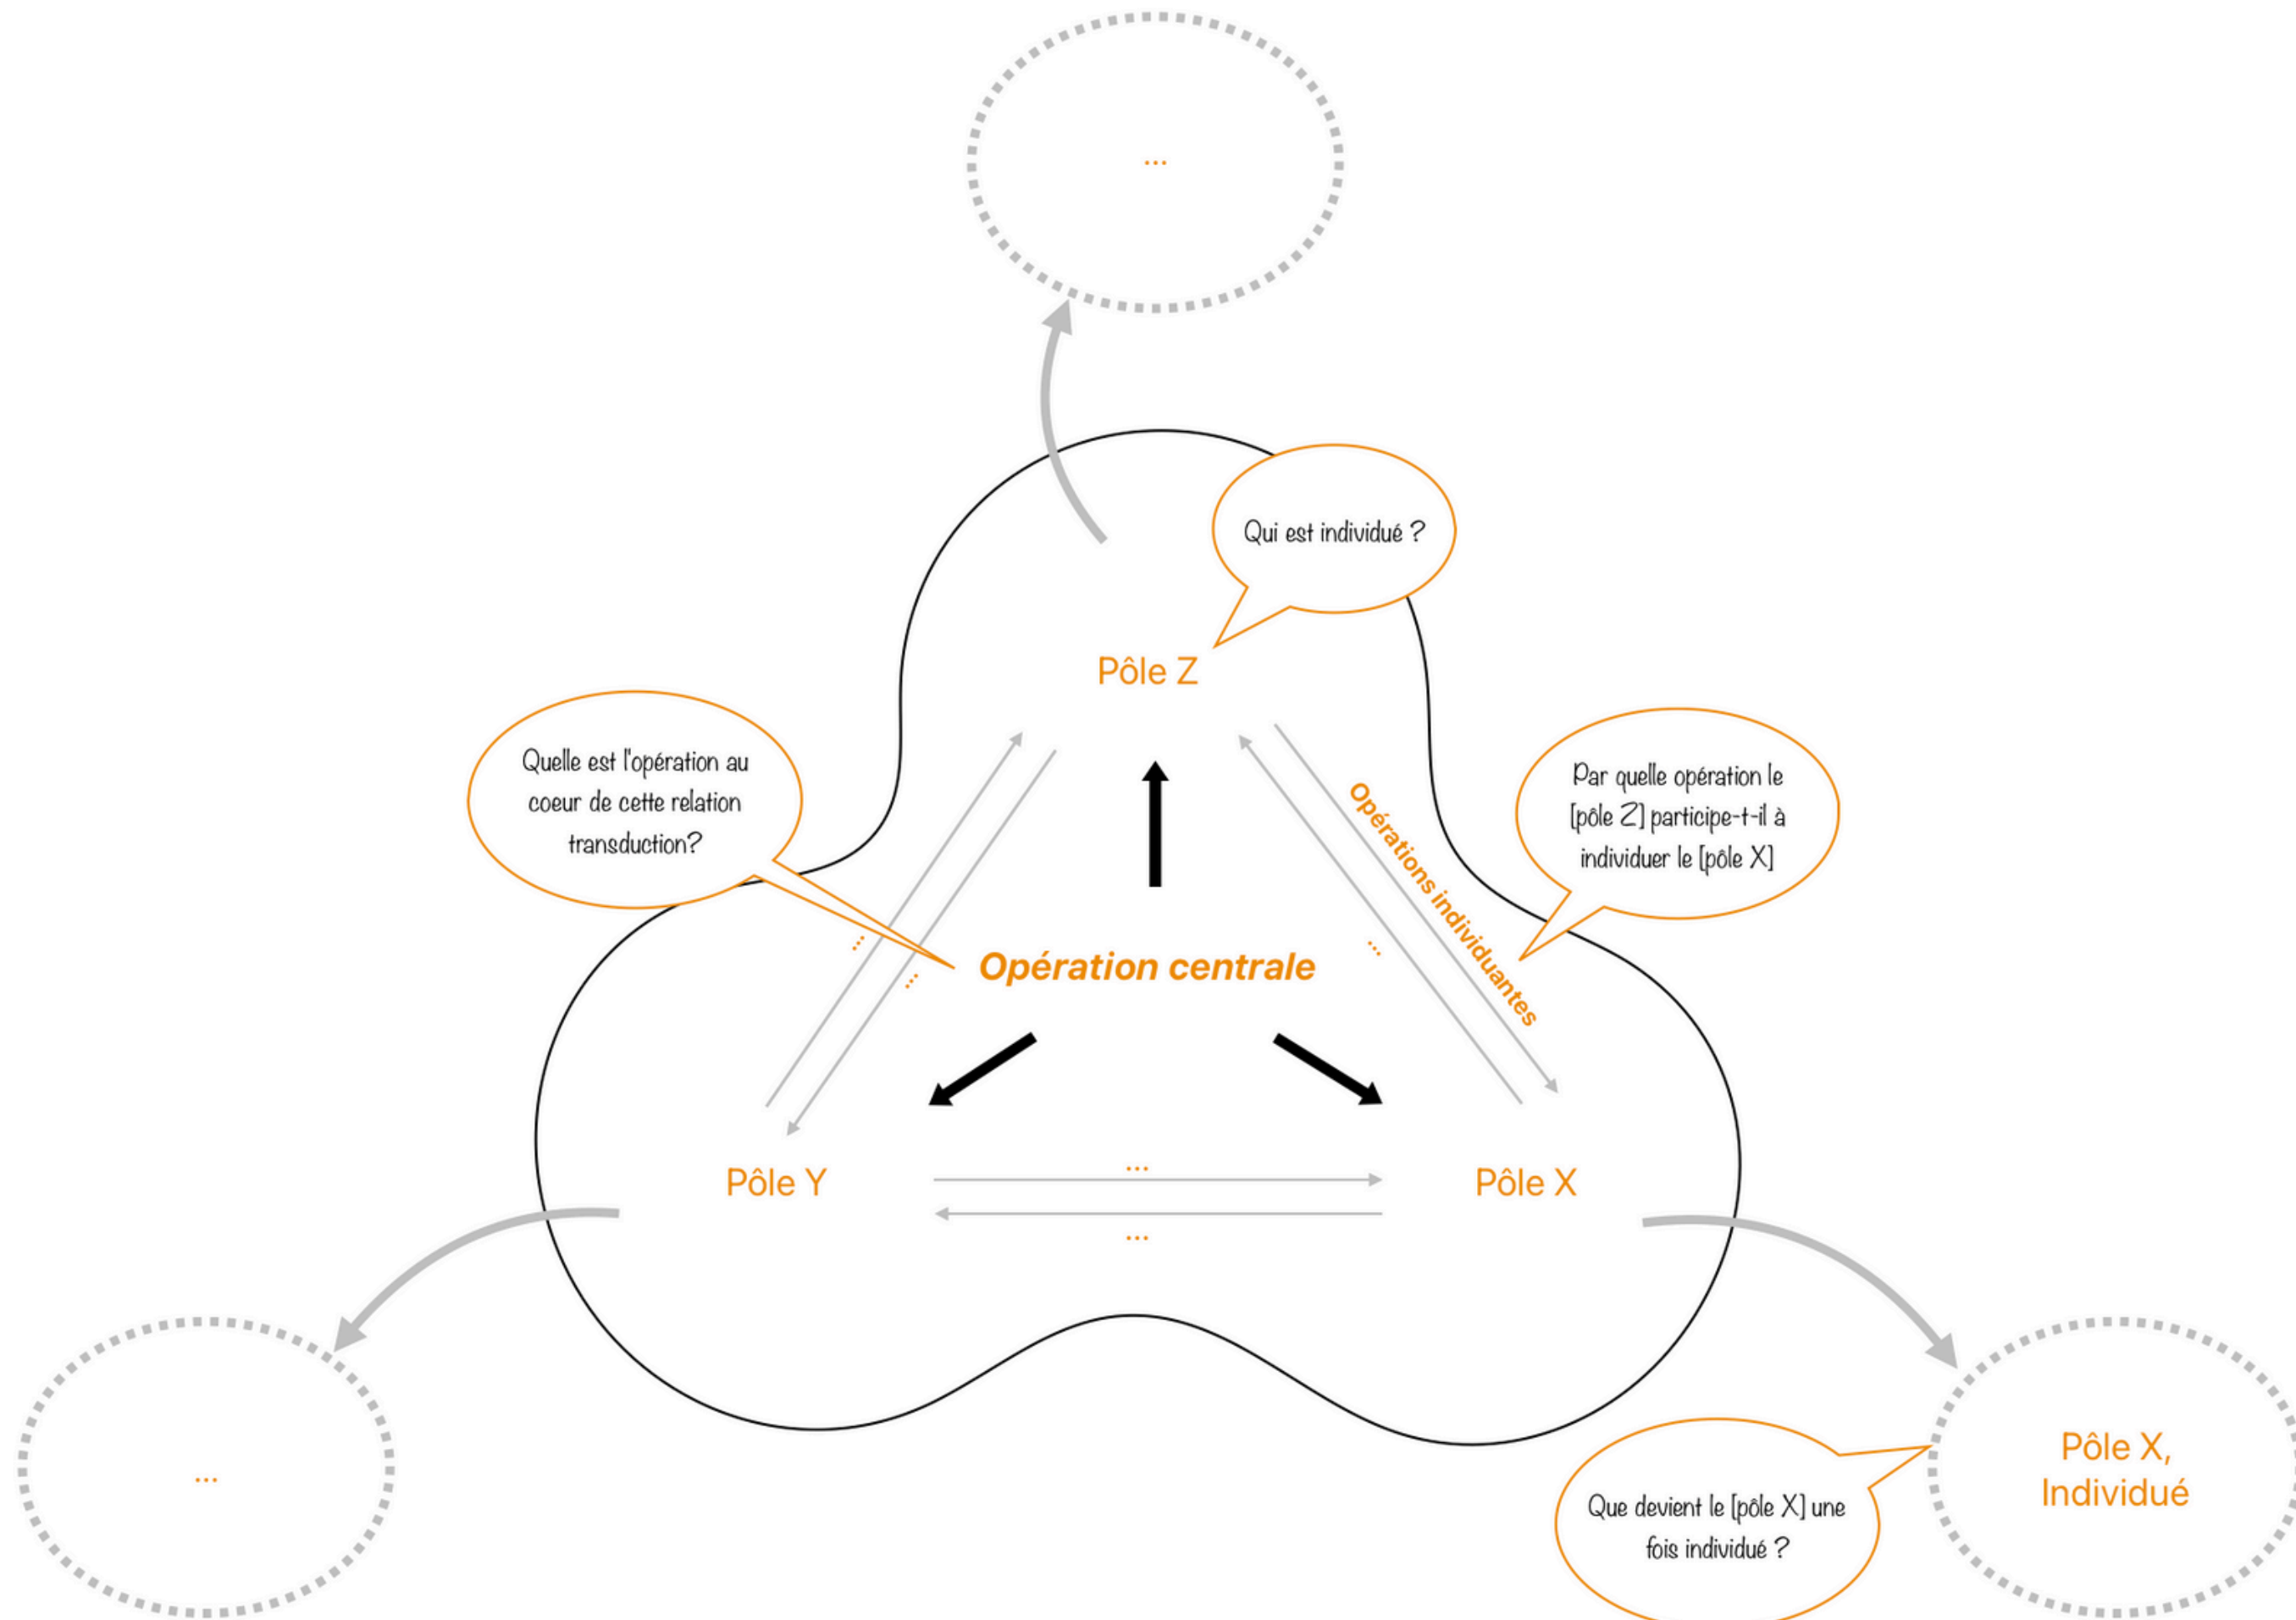 ...
Qui est individué ?
Pôle Z
Quelle est l'opération au
coeur de cette relation
transduction?
Par quelle opération le
[pôle Z] participe-t-il à
individuer le [pôle X]
Opérations individuantes
...
...
...
Opération centrale
Pôle Y
...
...
Pôle X
...
Pôle X,
Individué
Que devient le [pôle X] une
fois individué ?